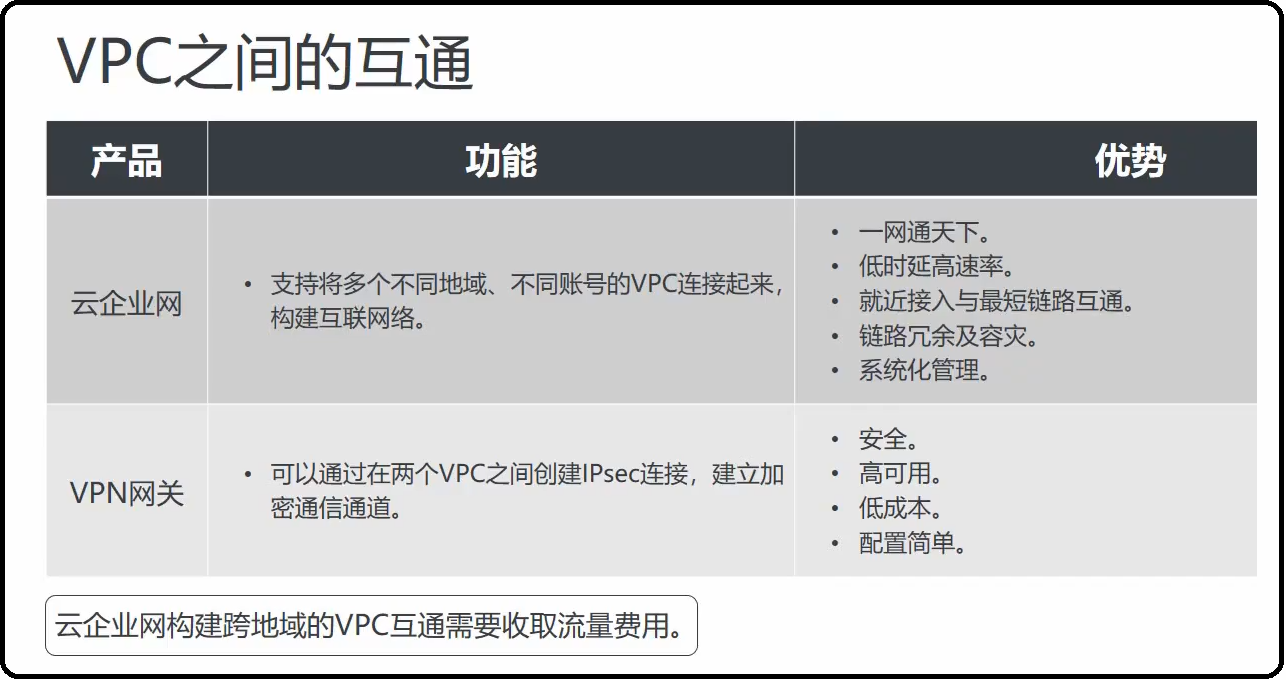 VPC之间的互通
产品
功能
优势
云企业网
• 支持将多个不同地域、不同账号的VPC连接起来，
构建互联网络。
• 一网通天下。
• 低时延高速率。
• 就近接入与最短链路互通。
• 链路冗余及容灾。
• 系统化管理。
VPN网关
• 可以通过在两个VPC之间创建IPsec连接，建立加
密通信通道。
• 安全。
• 高可用。
• 低成本。
• 配置简单。
云企业网构建跨地域的VPC互通需要收取流量费用。